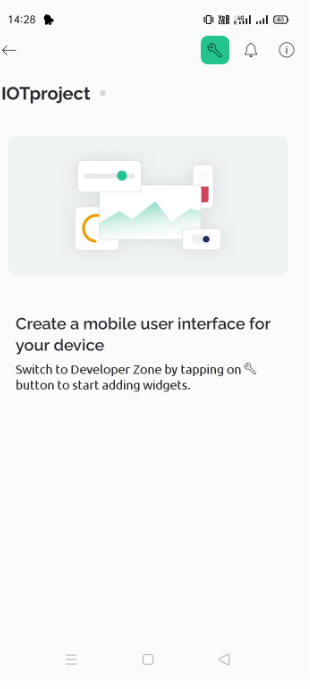 14:28
IOTproject
Create a mobile user interface for
your device
Switch to Developer Zone by tapping on
button to start adding widgets.